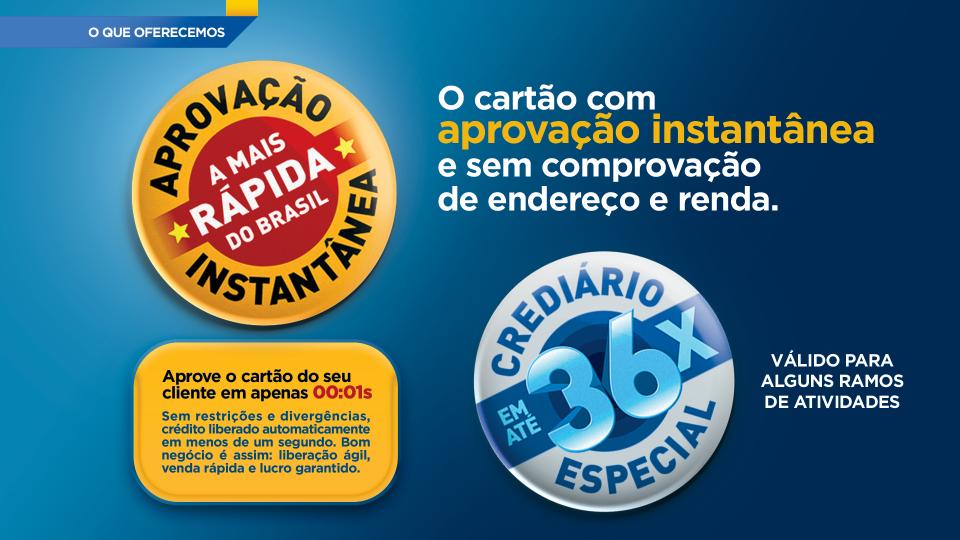 O QUE OFERECEMOS
APROVAÇÃO
A MAIS
RÁPIDA
DO BRASIL
INSTANTÂNEA
O cartão com
aprovação instantânea
e sem comprovação
de endereço e renda.
CREDIÁRIO
EM
ATÉ
36X
ESPECIAL
VÁLIDO PARA
ALGUNS RAMOS
DE ATIVIDADES
Aprove o cartão do seu
cliente em apenas 00:01s
Sem restrições e divergências,
crédito liberado automaticamente
em menos de um segundo. Bom
negócio é assim: liberação ágil,
venda rápida e lucro garantido.